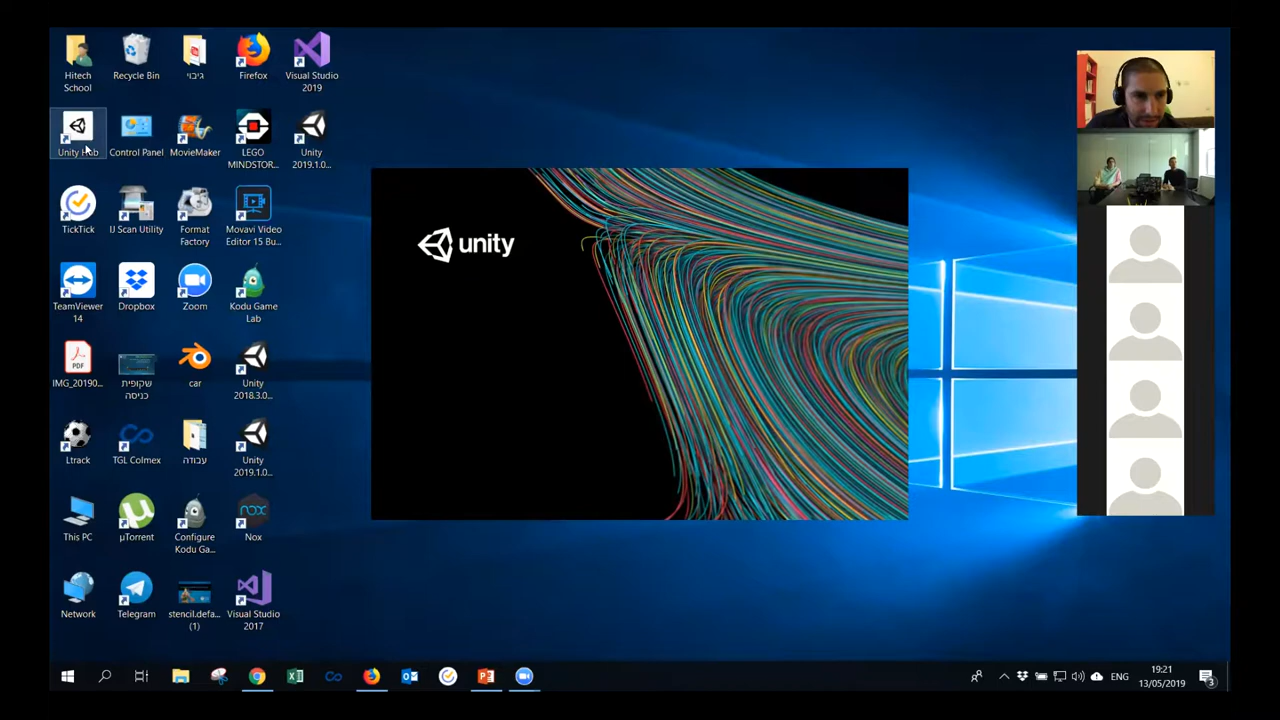 Hitech
School
Recycle Bin
גיבוי
Firefox
Visual Studio
2019
Unity Hub
Control Panel
MovieMaker
LEGO
MINDSTOR...
Unity
2019.1.0...
TickTick
IJ Scan Utility
Format
Factory
Movavi Video
Editor 15 Bu...
unity
TeamViewer
14
Dropbox
Zoom
Kodu Game
Lab
PDF
IMG_20190...
שקופית
כניסה
car
Unity
2018.3.0...
Ltrack
TGL Colmex
עבודה
Unity
2019.1.0...
This PC
µTorrent
Configure
Kodu Ga...
nox
Nox
Network
Telegram
stencil.defa...
(1)
Visual Studio
2017
ENG
19:21
13/05/2019
3